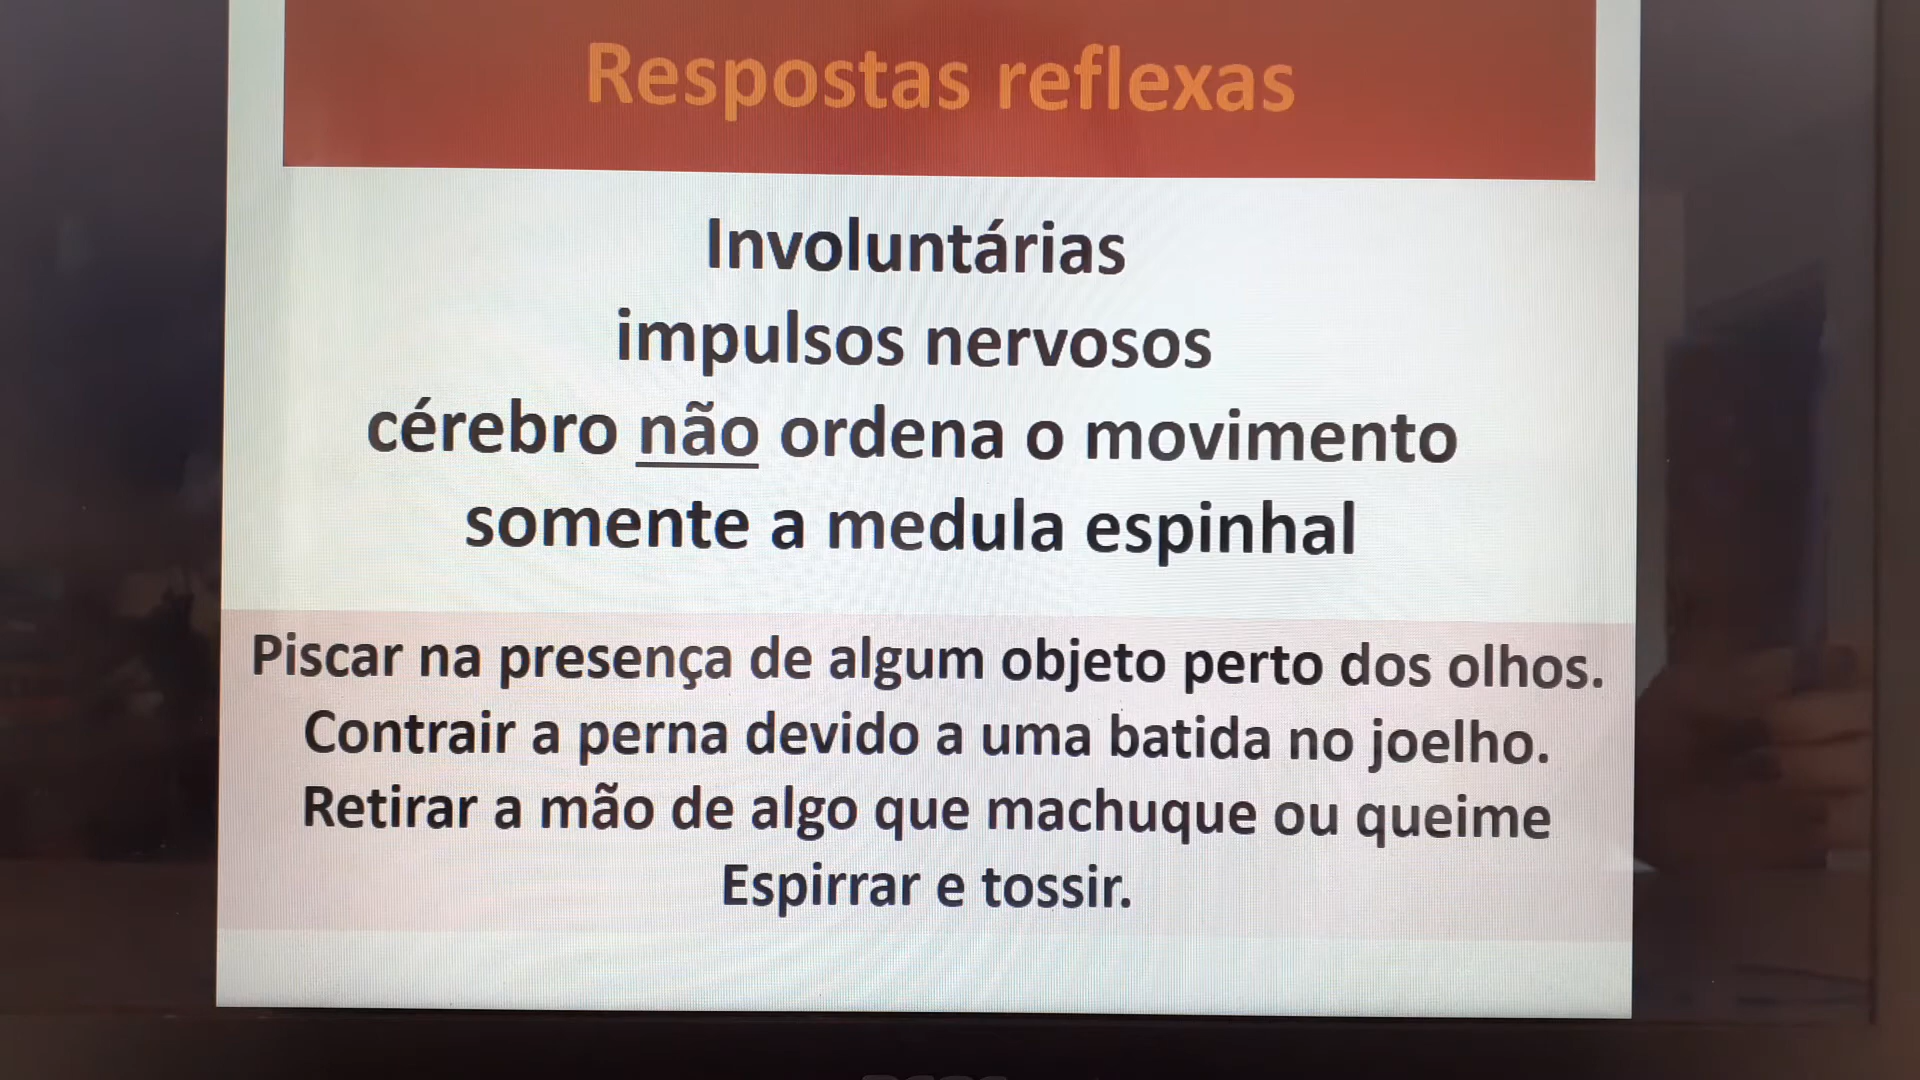 Respostas reflexas
Involuntárias
impulsos nervosos
cérebro não ordena o movimento
somente a medula espinhal
Piscar na presença de algum objeto perto dos olhos.
Contrair a perna devido a uma batida no joelho.
Retirar a mão de algo que machuque ou queime
Espirrar e tossir.